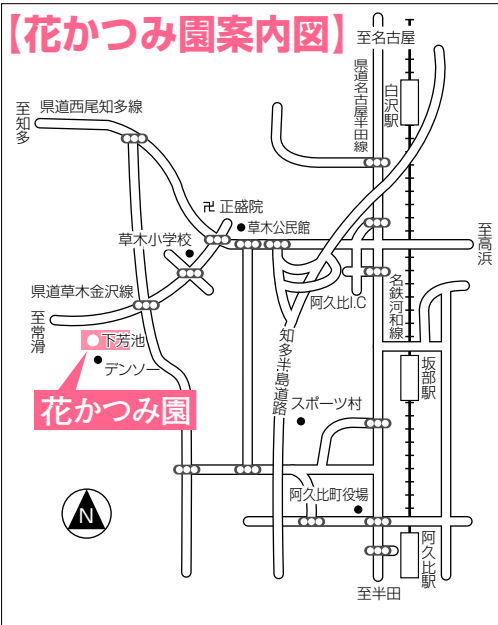 【花かつみ園案内図】
至名古屋
県道名古屋半田線
白沢駅
県道西尾知多線
至知多
卍 正盛院
草木公民館
草木小学校
至高浜
県道草木金沢線
阿久比I.C
名鉄河和線
至常滑
知多半島道路
下芳池
デンソー
坂部駅
花かつみ園
スポーツ村
阿久比町役場
N
阿久比駅
至半田